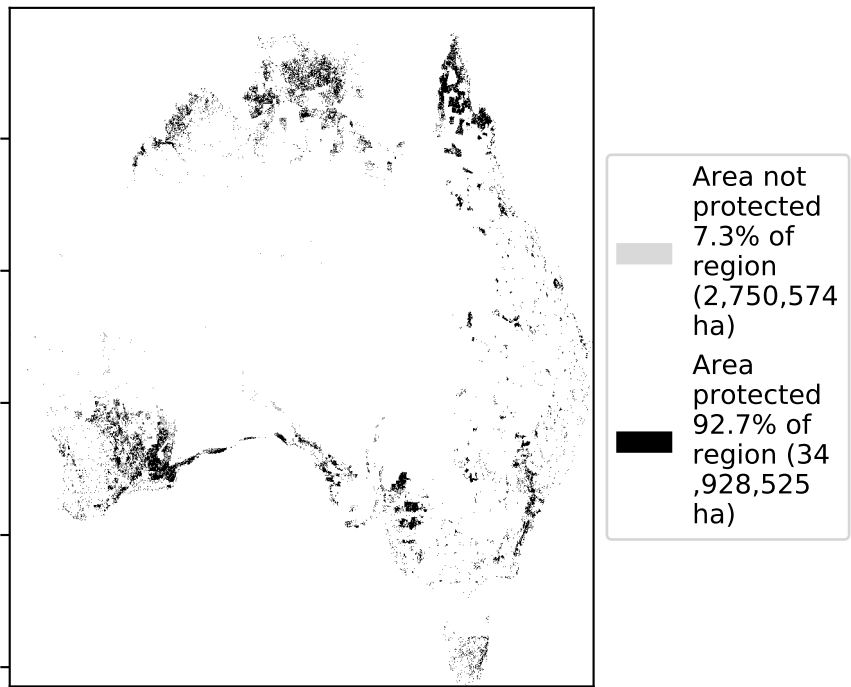 Area not
protected
7.3% of
region
(2,750,574
ha)
Area
protected
92.7% of
region (34
,928,525
ha)